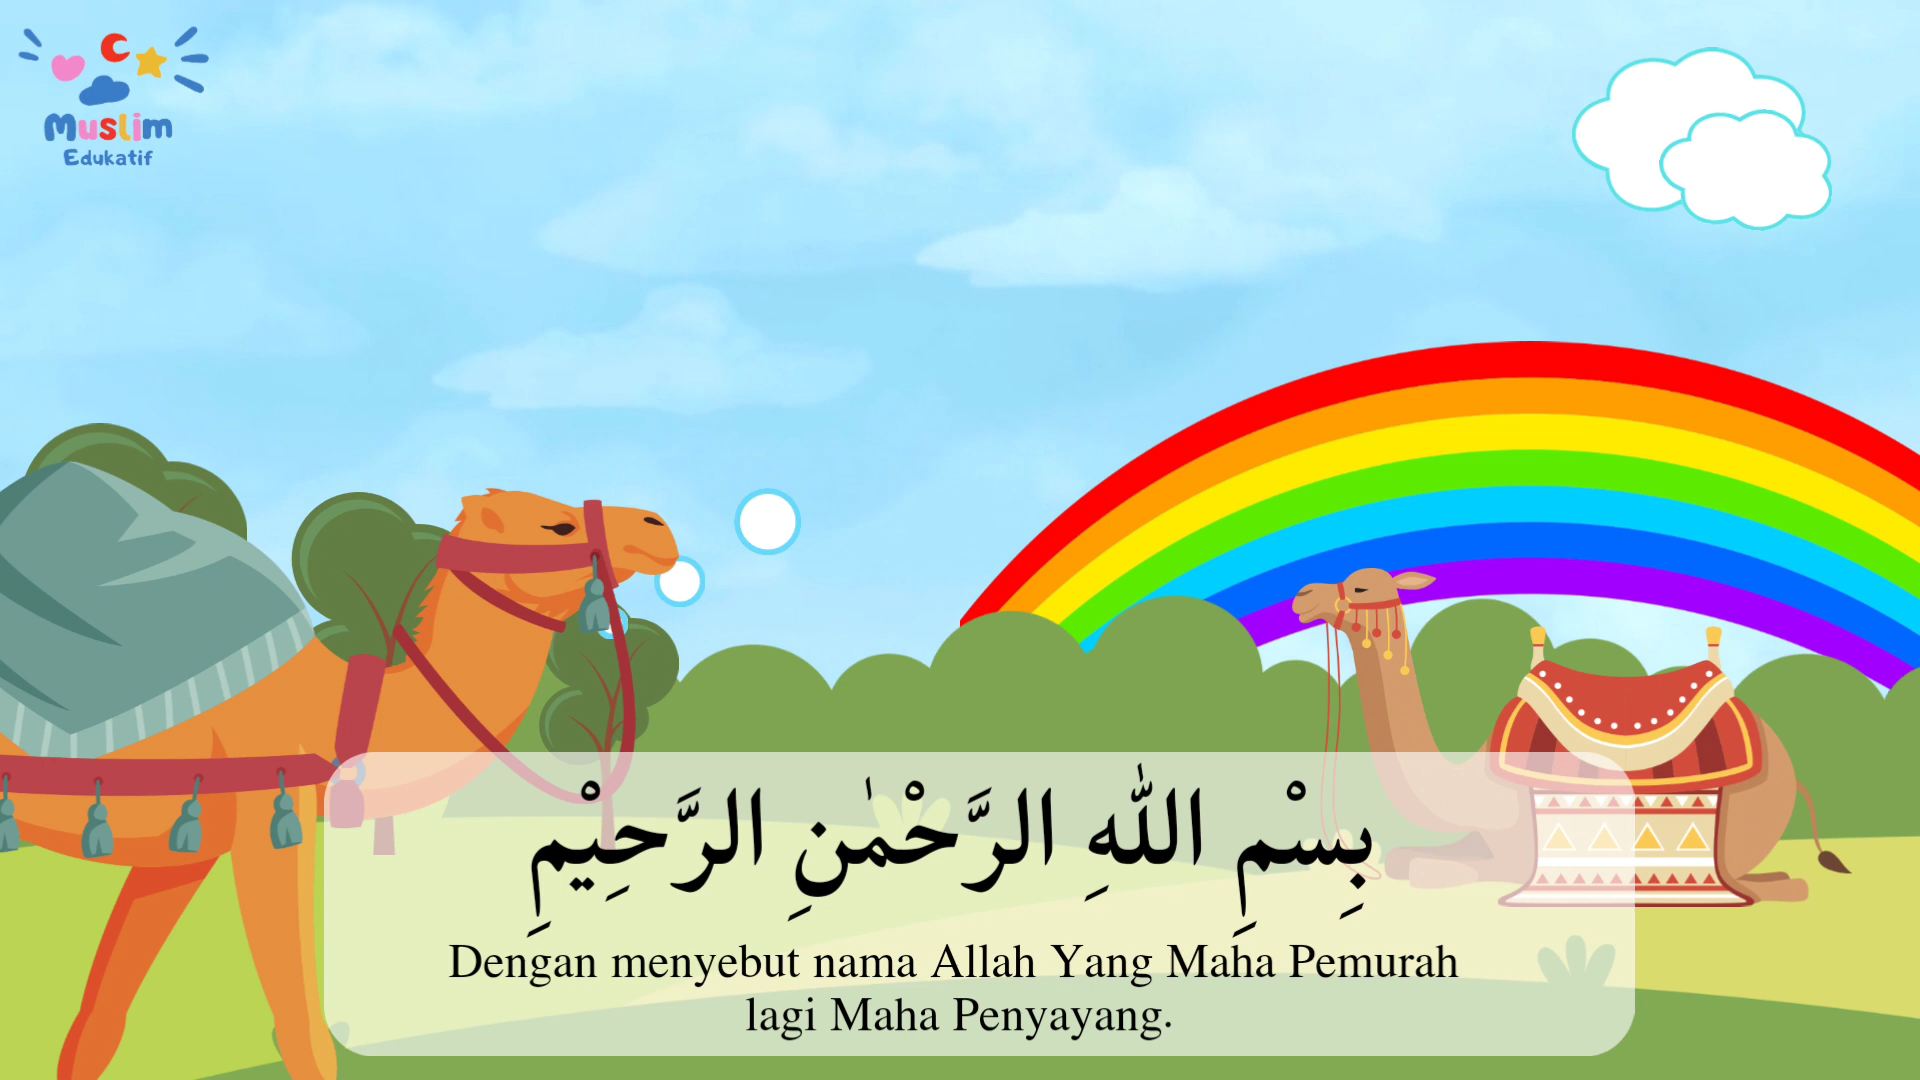 Muslim
Edukatif
بِسْمِ اللّٰهِ الرَّحْمٰنِ الرَّحِيْمِ
Dengan menyebut nama Allah Yang Maha Pemurah
lagi Maha Penyayang.